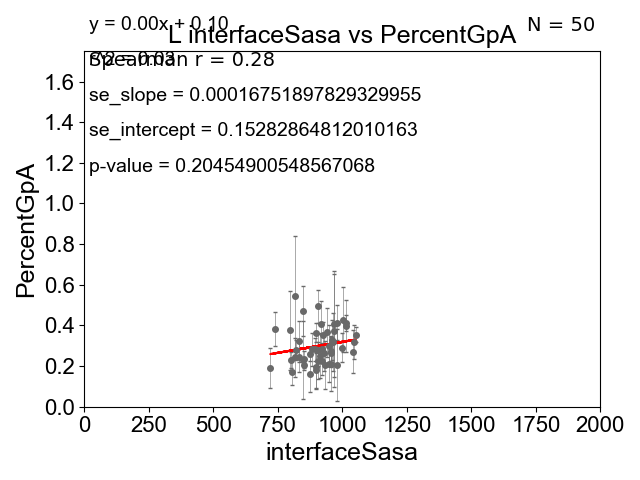 y = 0.00x + 0.10
N = 50
L interfaceSasa vs PercentGpA
Spearman r = 0.28
se_slope = 0.00016751897829329955
se_intercept = 0.15282864812010163
p-value = 0.20454900548567068
PercentGpA
1.6
1.4
1.2
1.0
0.8
0.6
0.4
0.2
0.0
0 250 500 750 1000 1250 1500 1750 2000
interfaceSasa